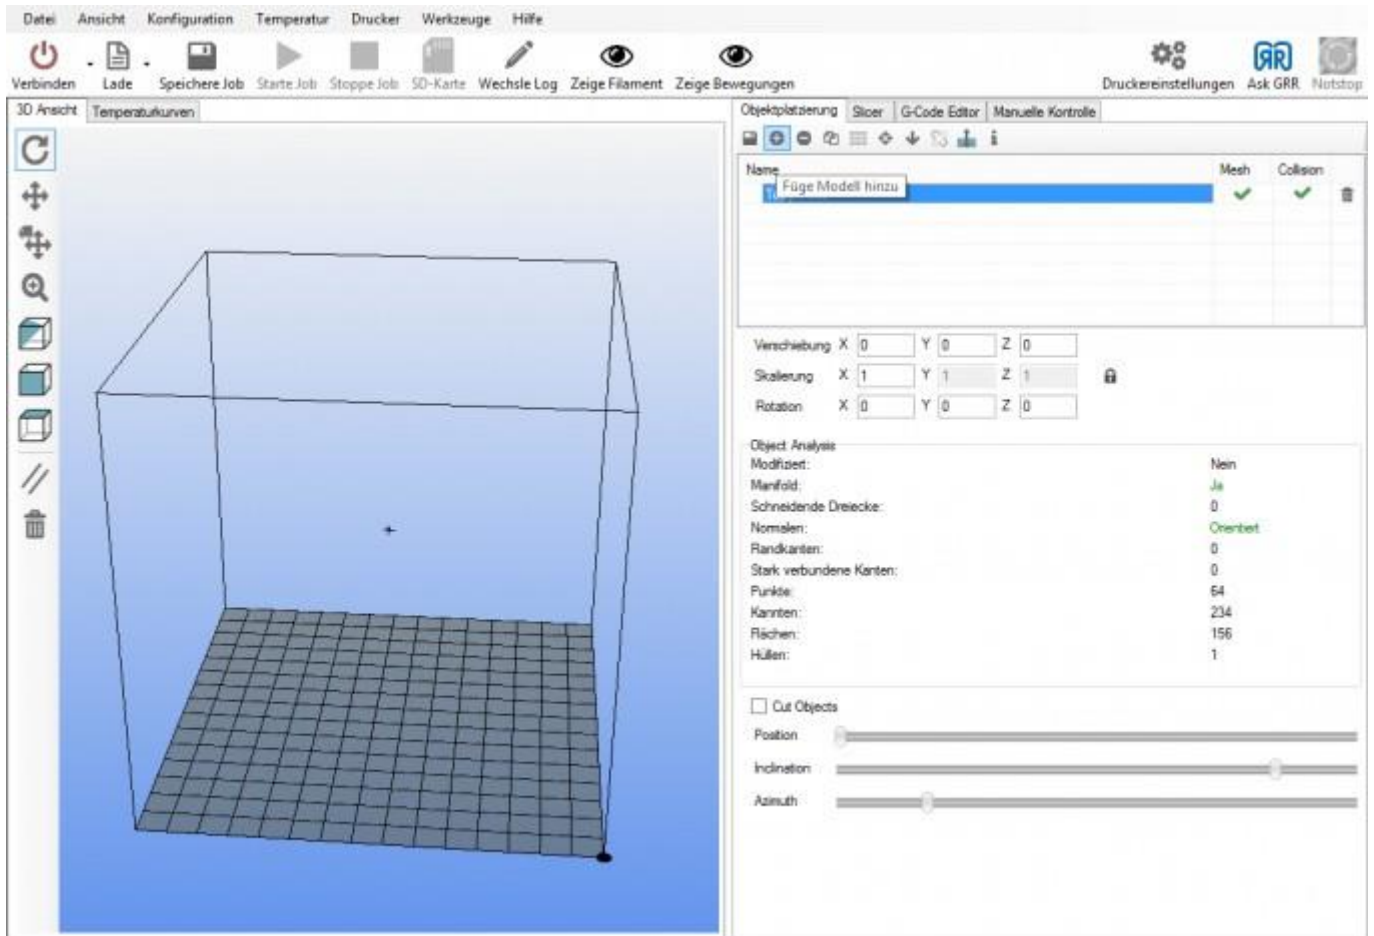 Datei Ansicht Konfiguration Temperatur Drucker Werkzeuge Hilfe
Verbinden Lade Speichere Job Starte Job Stoppe Job SD-Karte Wechsle Log Zeige Filament Zeige Bewegungen Druckereinstellungen Ask GRR Notstop
3D Ansicht Temperaturkurven Objektplatzierung Slicer G-Code Editor Manuelle Kontrolle
Name Mesh Collision
Füge Modell hinzu
Verschiebung X 0 Y 0 Z 0
Skalierung X 1 Y 1 Z 1
Rotation X 0 Y 0 Z 0
Object Analysis
Modifiziert: Nein
Manifold: Ja
Schneidende Dreiecke: 0
Normalen: Orientiert
Randkanten: 0
Stark verbundene Kanten: 0
Punkte: 64
Kannten: 234
Flächen: 156
Hüllen: 1
Cut Objects
Position
Inclination
Azimuth